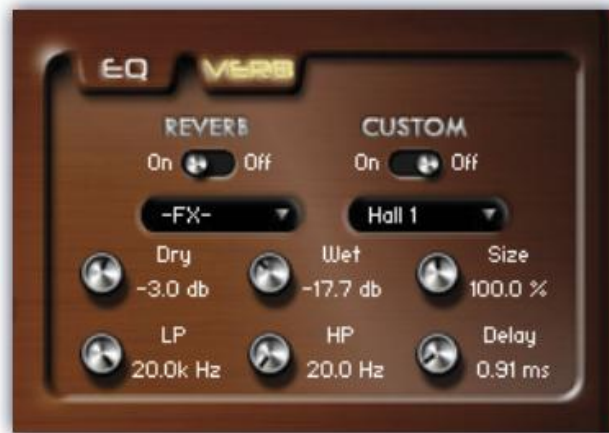 EQ VERB
REVERB CUSTOM
On Off On Off
-FX- Hall 1
Dry Wet Size
-3.0 db -17.7 db 100.0 %
LP HP Delay
20.0k Hz 20.0 Hz 0.91 ms